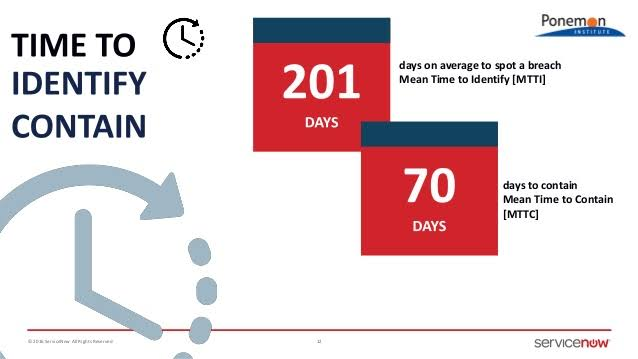 TIME TO
IDENTIFY
CONTAIN
201
DAYS
days on average to spot a breach
Mean Time to Identify [MTTI]
70
DAYS
days to contain
Mean Time to Contain
[MTTC]
Ponemon
INSTITUTE
© 2016 ServiceNow All Rights Reserved
12
servicenow